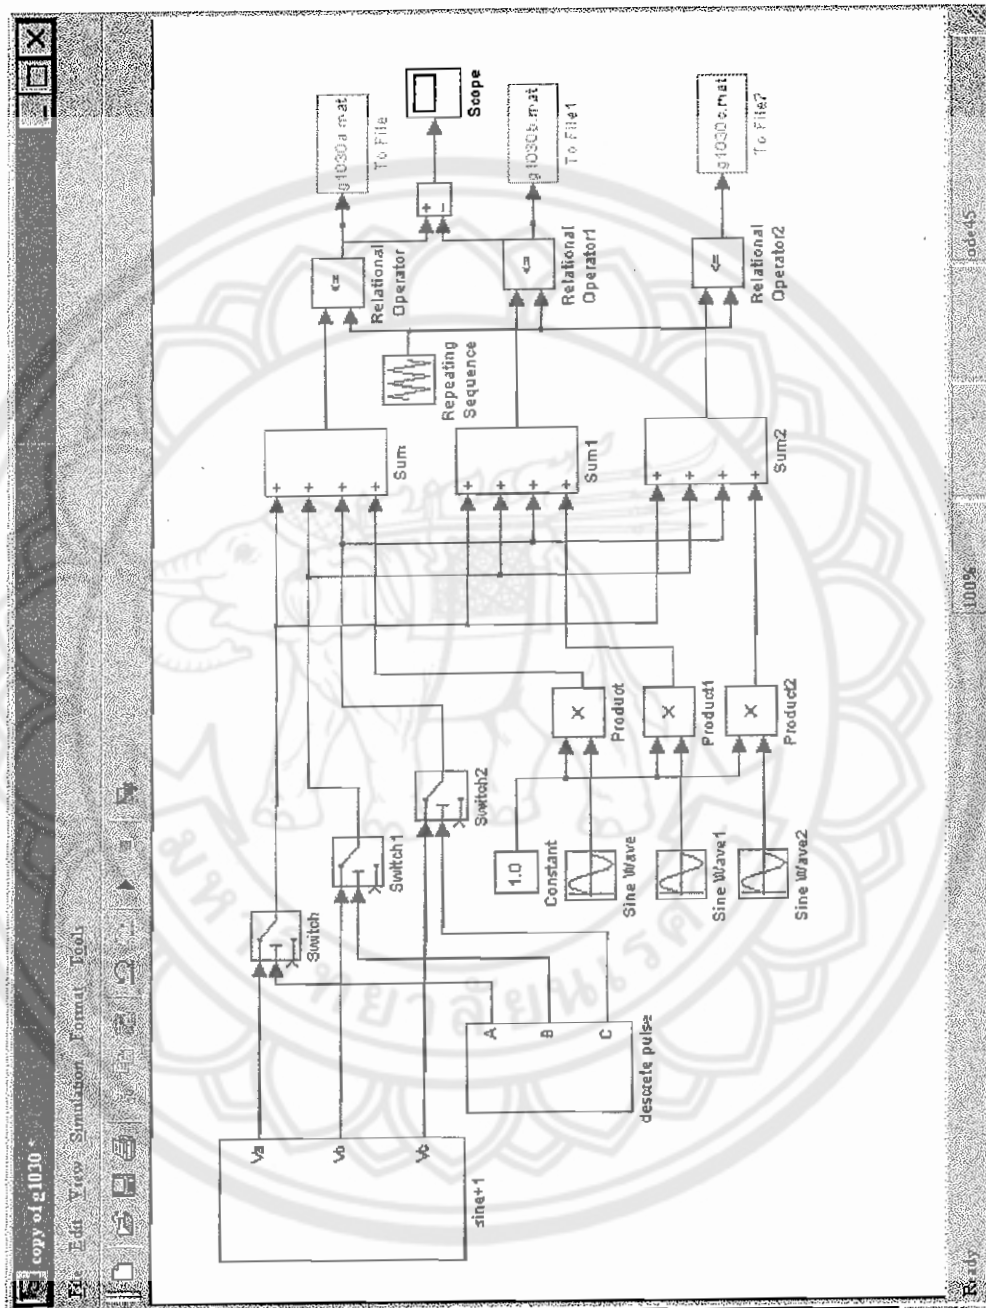 copy of g1030 *
File Edit View Simulation Format Tools
sine+1
Va
Vb
Vc
descrete pulse
A
B
C
Switch
Switch1
Switch2
1.0
Constant
Sine Wave
Sine Wave1
Sine Wave2
×
Product
×
Product1
×
Product2
+
+
+
+
Sum
+
+
+
+
Sum1
+
+
+
+
Sum2
Repeating
Sequence
<=
Relational
Operator
<=
Relational
Operator1
<=
Relational
Operator2
+
-
g1030a.mat
To File
Scope
g1030b.mat
To File1
g1030c.mat
To File2
Ready
100%
ode45